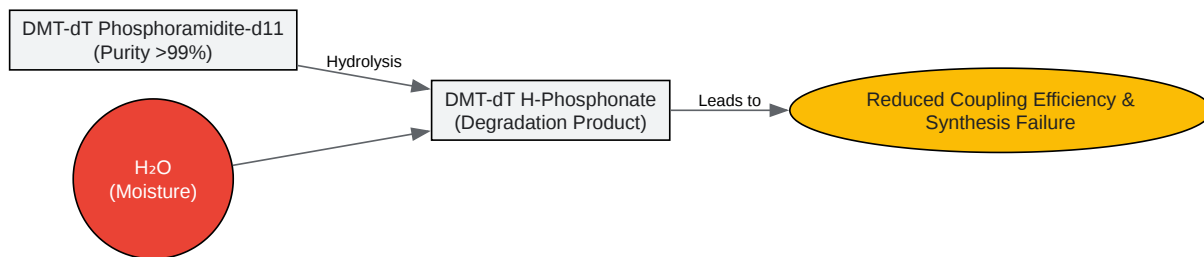 DMT-dT Phosphoramidite-d11
(Purity >99%)
Hydrolysis
H₂O
(Moisture)
DMT-dT H-Phosphonate
(Degradation Product)
Leads to
Reduced Coupling Efficiency &
Synthesis Failure